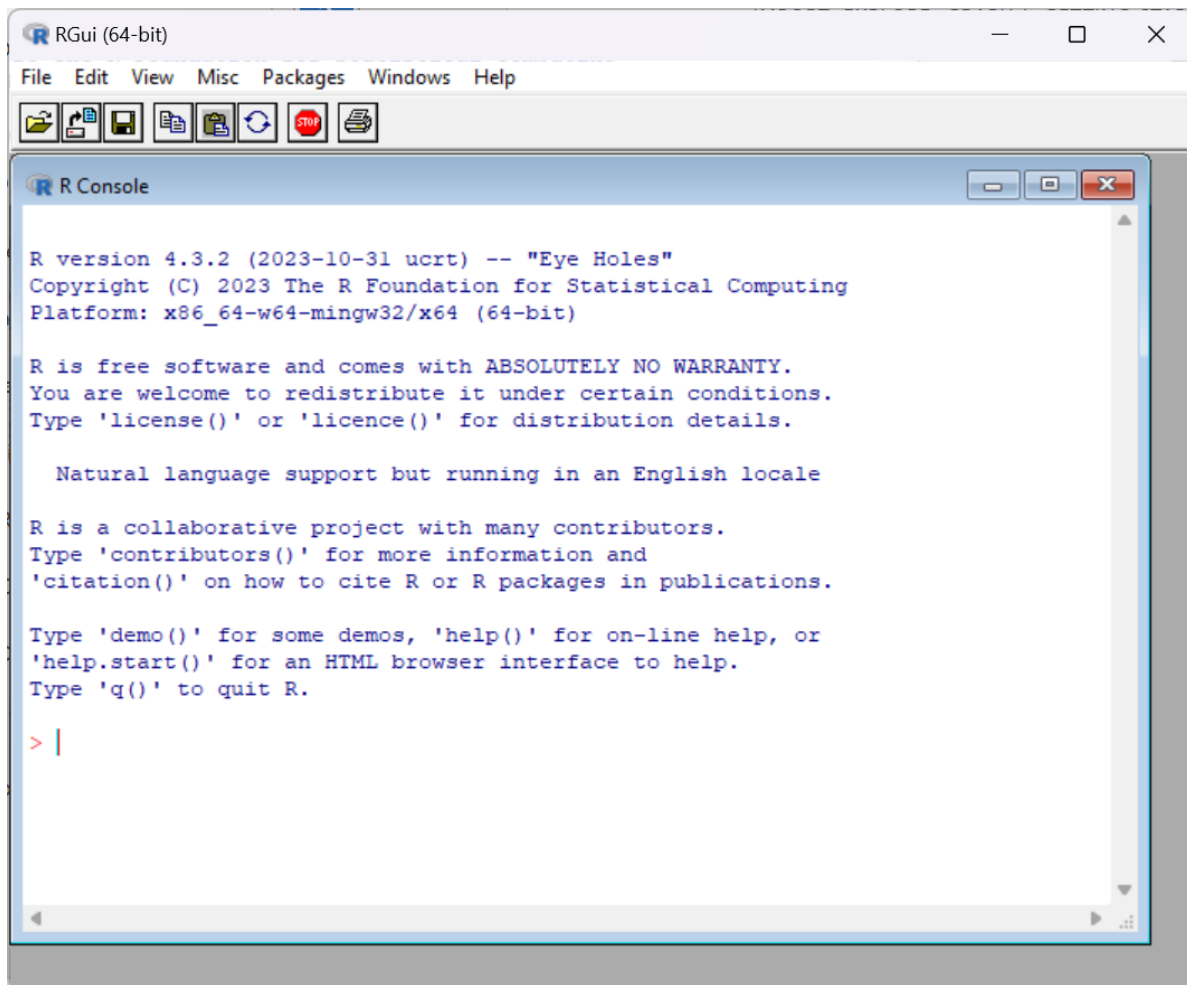 RGui (64-bit)
File Edit View Misc Packages Windows Help
STOP
R Console
R version 4.3.2 (2023-10-31 ucrt) -- "Eye Holes"
Copyright (C) 2023 The R Foundation for Statistical Computing
Platform: x86_64-w64-mingw32/x64 (64-bit)
R is free software and comes with ABSOLUTELY NO WARRANTY.
You are welcome to redistribute it under certain conditions.
Type 'license()' or 'licence()' for distribution details.
Natural language support but running in an English locale
R is a collaborative project with many contributors.
Type 'contributors()' for more information and
'citation()' on how to cite R or R packages in publications.
Type 'demo()' for some demos, 'help()' for on-line help, or
'help.start()' for an HTML browser interface to help.
Type 'q()' to quit R.
>